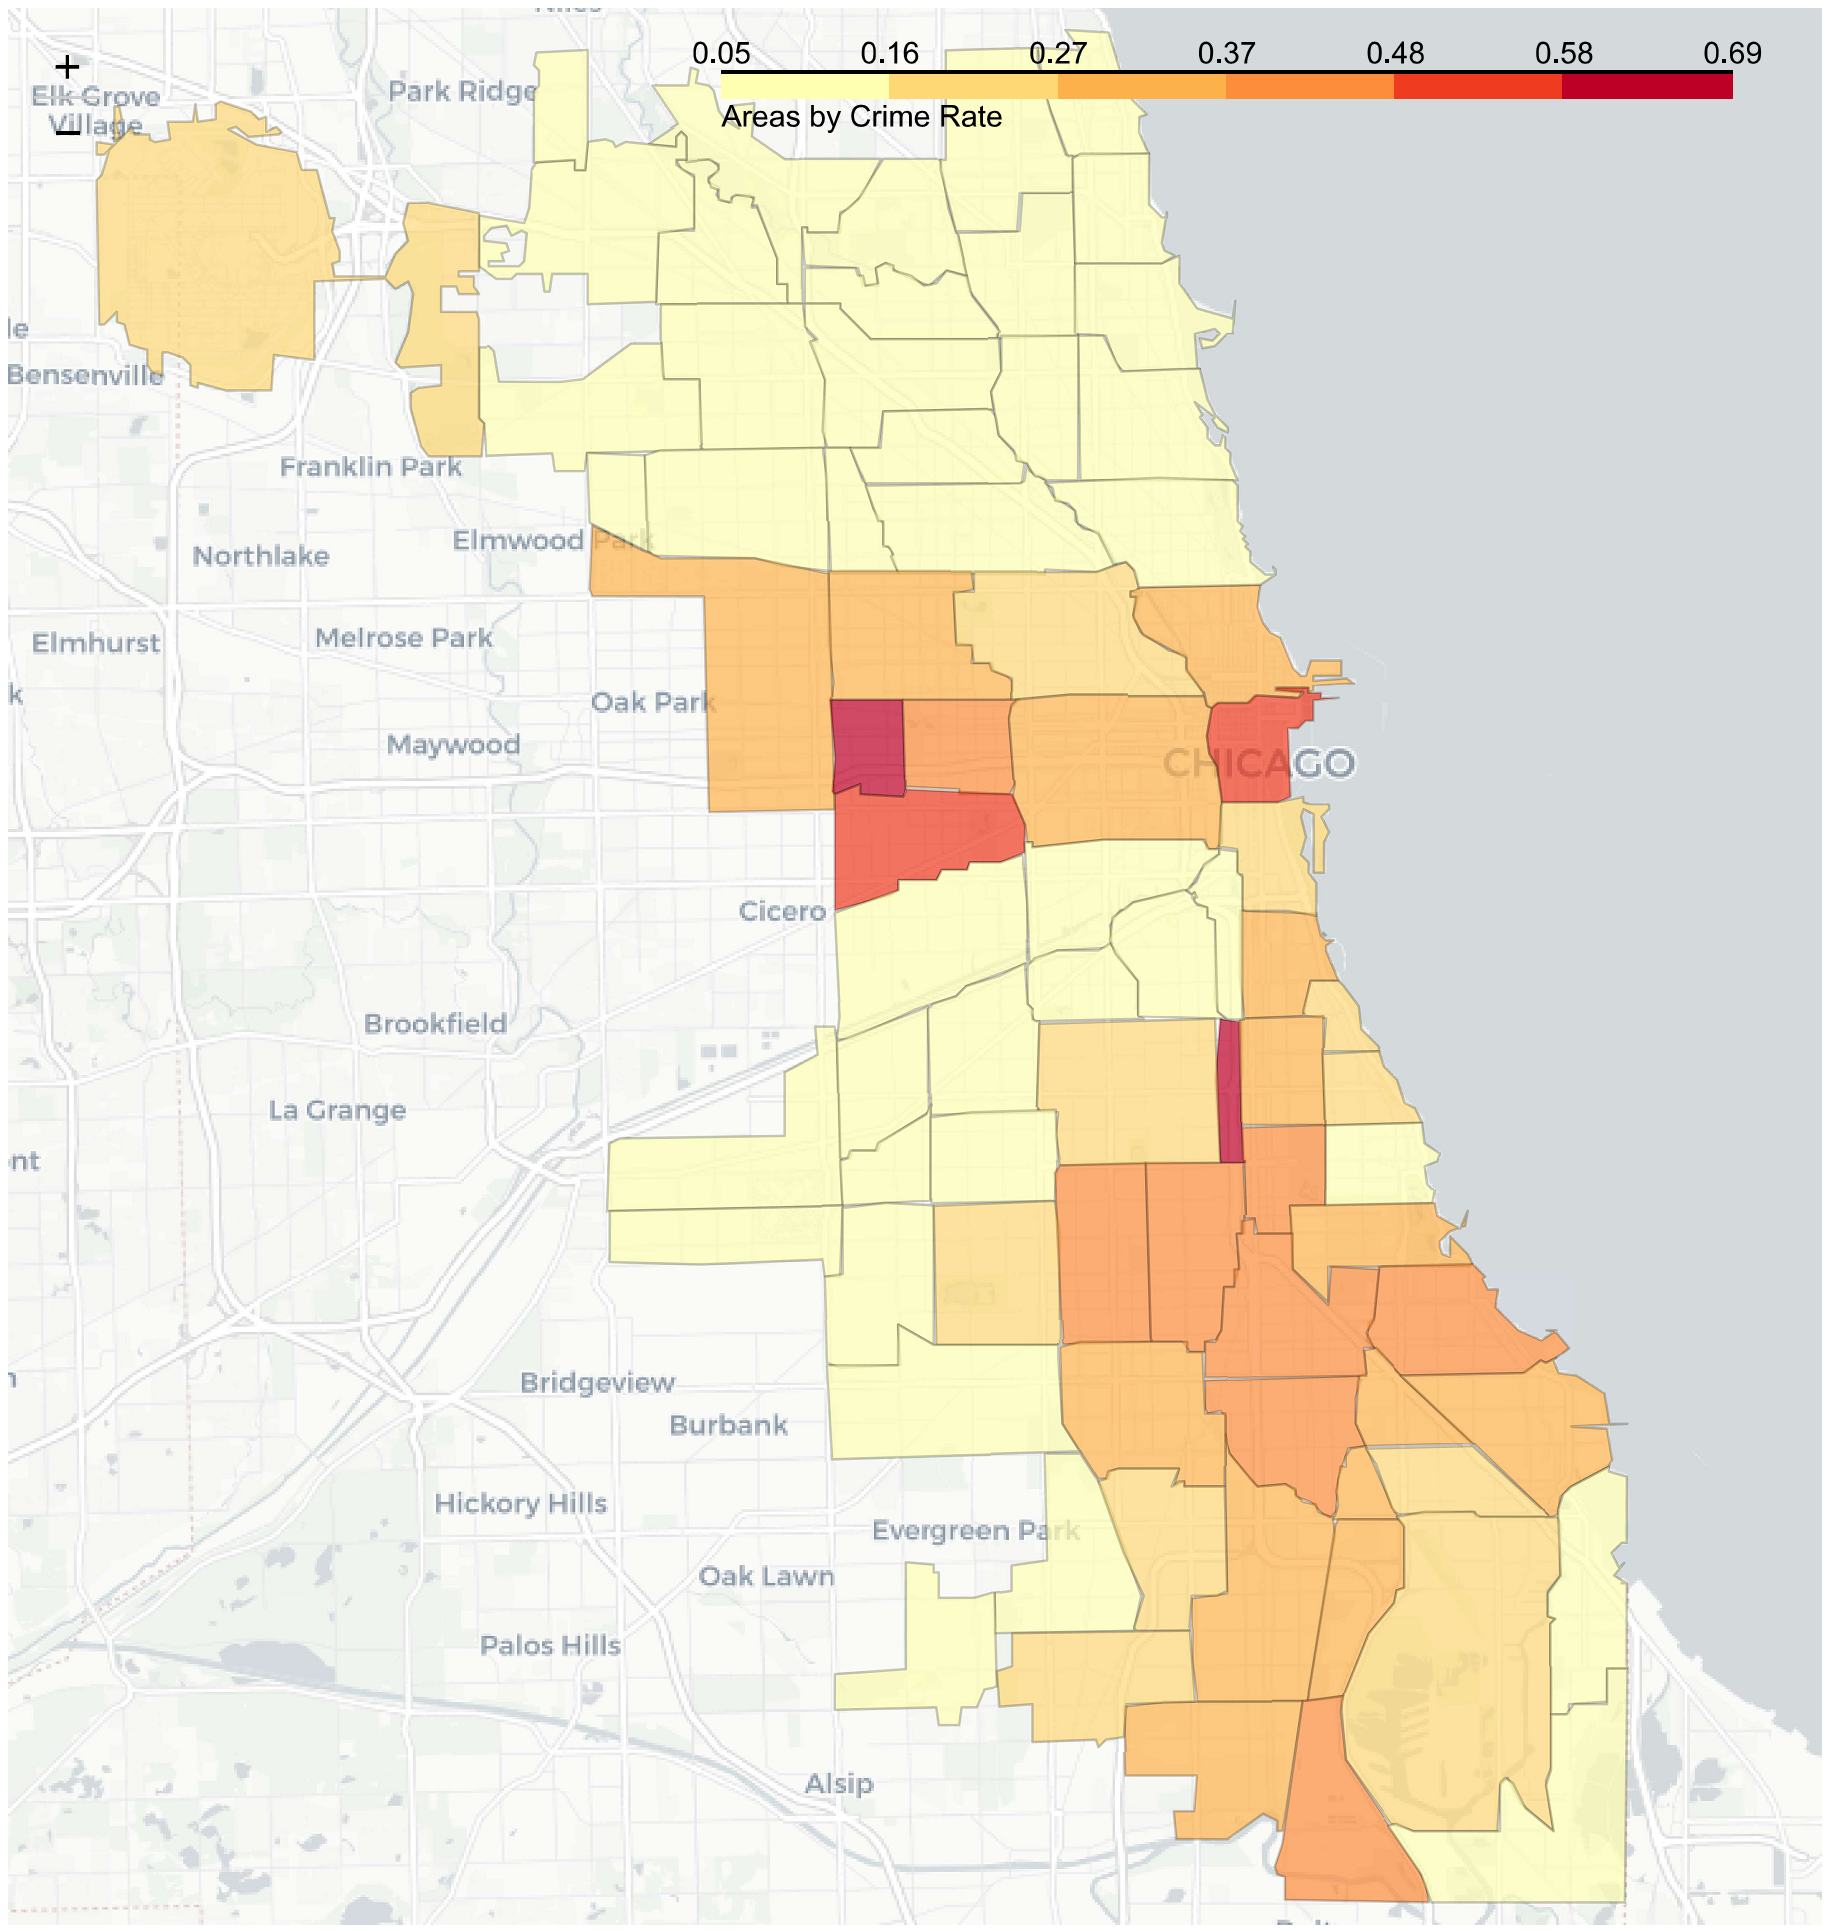 0.05 0.16 0.27 0.37 0.48 0.58 0.69
Areas by Crime Rate
+
−
Elk Grove
Village
Park Ridge
Bensenville
Franklin Park
Elmwood Park
Northlake
Elmhurst
Melrose Park
Oak Park
Maywood
CHICAGO
Cicero
Brookfield
La Grange
Bridgeview
Burbank
Hickory Hills
Evergreen Park
Oak Lawn
Palos Hills
Alsip